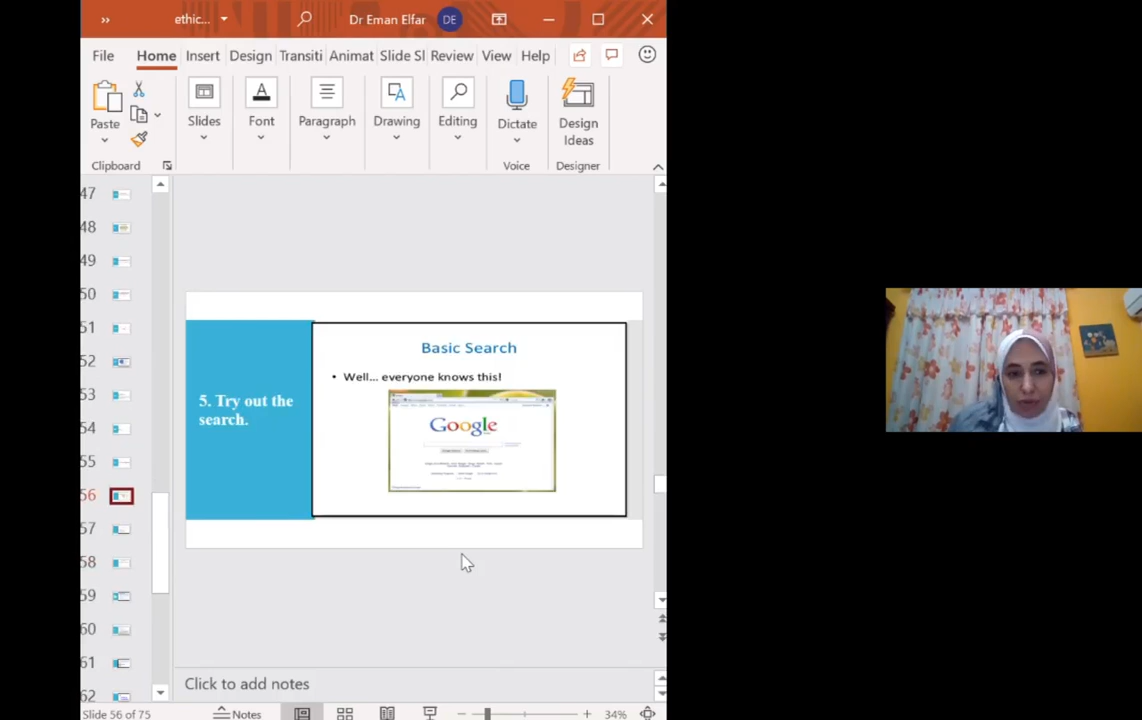 ethic...
Dr Eman Elfar
DE
File Home Insert Design Transiti Animat Slide Sl Review View Help
Paste
Slides
Font
Paragraph
Drawing
Editing
Dictate
Design
Ideas
Clipboard
Voice
Designer
47
48
49
50
51
52
53
54
55
56
57
58
59
60
61
62
5. Try out the
search.
Basic Search
• Well... everyone knows this!
Google
Click to add notes
Slide 56 of 75
Notes
34%